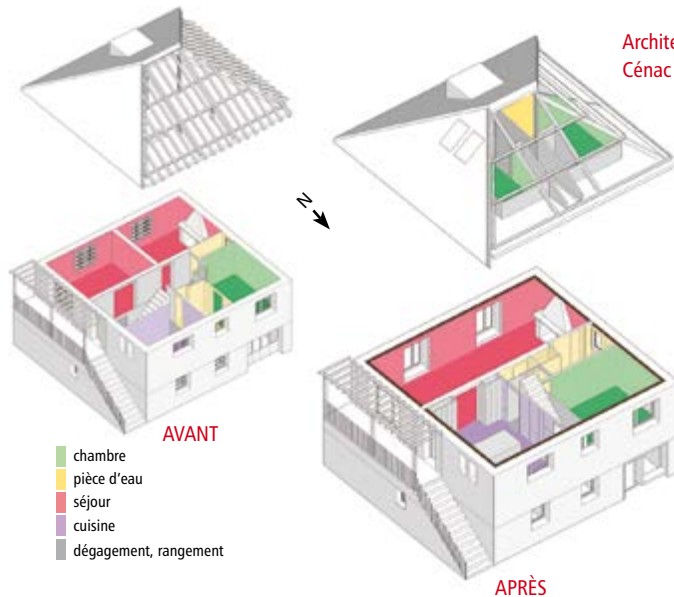 Archite
Cénac
N
AVANT
chambre
pièce d'eau
séjour
cuisine
dégagement, rangement
APRÈS